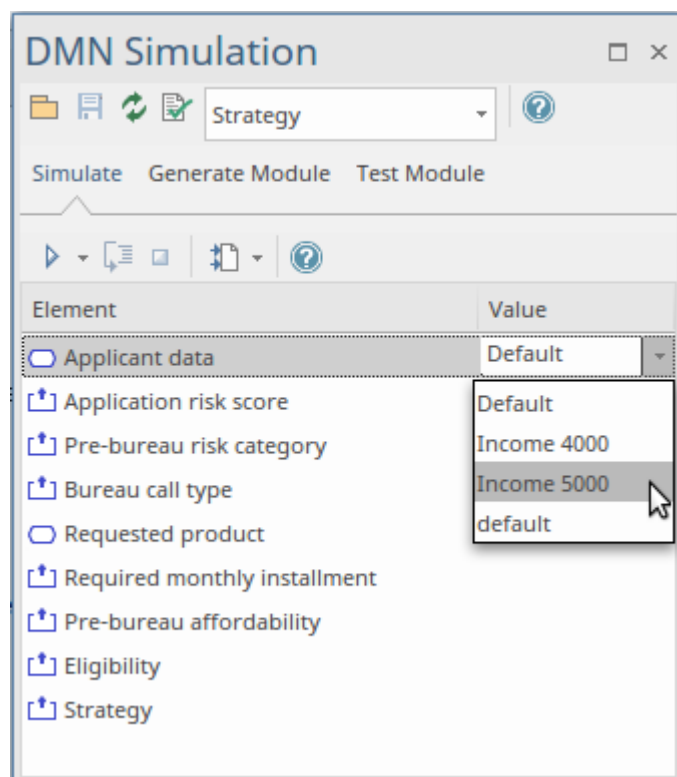 DMN Simulation
Strategy
Simulate Generate Module Test Module
Element Value
Applicant data Default
Application risk score Default
Pre-bureau risk category Income 4000
Bureau call type Income 5000
Requested product default
Required monthly installment
Pre-bureau affordability
Eligibility
Strategy